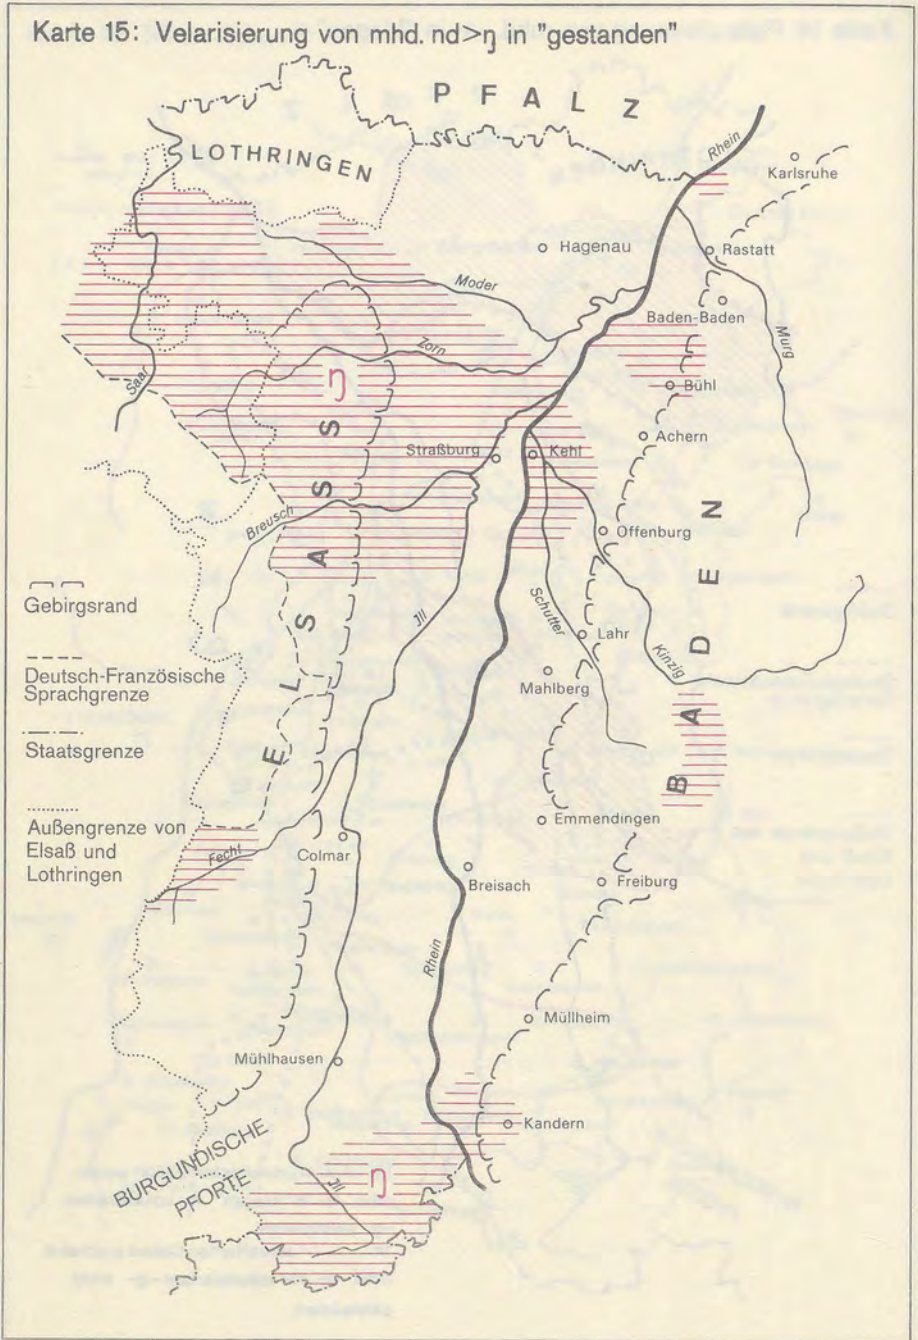 Karte 15: Velarisierung von mhd. nd>ŋ in "gestanden"
PFALZ
LOTHRINGEN
Rhein
Karlsruhe
Hagenau
Rastatt
Moder
Baden-Baden
Murg
Zorn
Saar
ŋ
Bühl
Achern
Straßburg
Kehl
Breusch
Offenburg
ELSASS
BADEN
Schutter
Ill
Lahr
Kinzig
Mahlberg
Gebirgsrand
Deutsch-Französische
Sprachgrenze
Staatsgrenze
Außengrenze von
Elsaß und
Lothringen
Emmendingen
Fecht
Colmar
Breisach
Freiburg
Rhein
Müllheim
Mühlhausen
Kandern
BURGUNDISCHE
PFORTE
Ill
ŋ